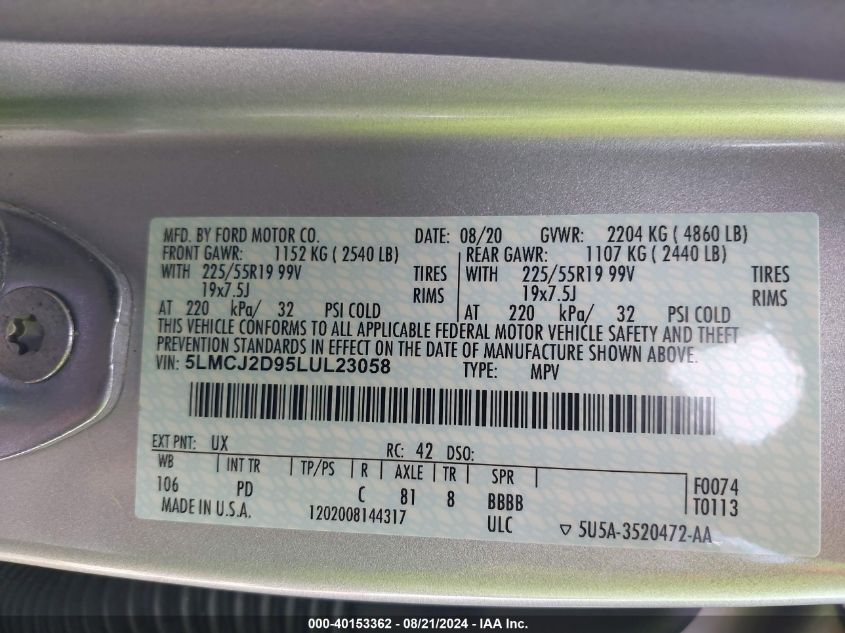 MFD. BY FORD MOTOR CO. DATE: 08/20 GVWR: 2204 KG ( 4860 LB)
FRONT GAWR: 1152 KG ( 2540 LB) REAR GAWR: 1107 KG ( 2440 LB)
WITH 225/55R19 99V TIRES WITH 225/55R19 99V TIRES
19x7.5J RIMS 19x7.5J RIMS
AT 220 kPa/ 32 PSI COLD AT 220 kPa/ 32 PSI COLD
THIS VEHICLE CONFORMS TO ALL APPLICABLE FEDERAL MOTOR VEHICLE SAFETY AND THEFT
PREVENTION STANDARDS IN EFFECT ON THE DATE OF MANUFACTURE SHOWN ABOVE.
VIN: 5LMCJ2D95LUL23058 TYPE: MPV
EXT PNT: UX RC: 42 DSO:
WB INT TR TP/PS R AXLE TR SPR
106 PD C 81 8 BBBB F0074
MADE IN U.S.A. 1202008144317 ULC T0113
5U5A-3520472-AA
000-40153362 - 08/21/2024 - IAA Inc.